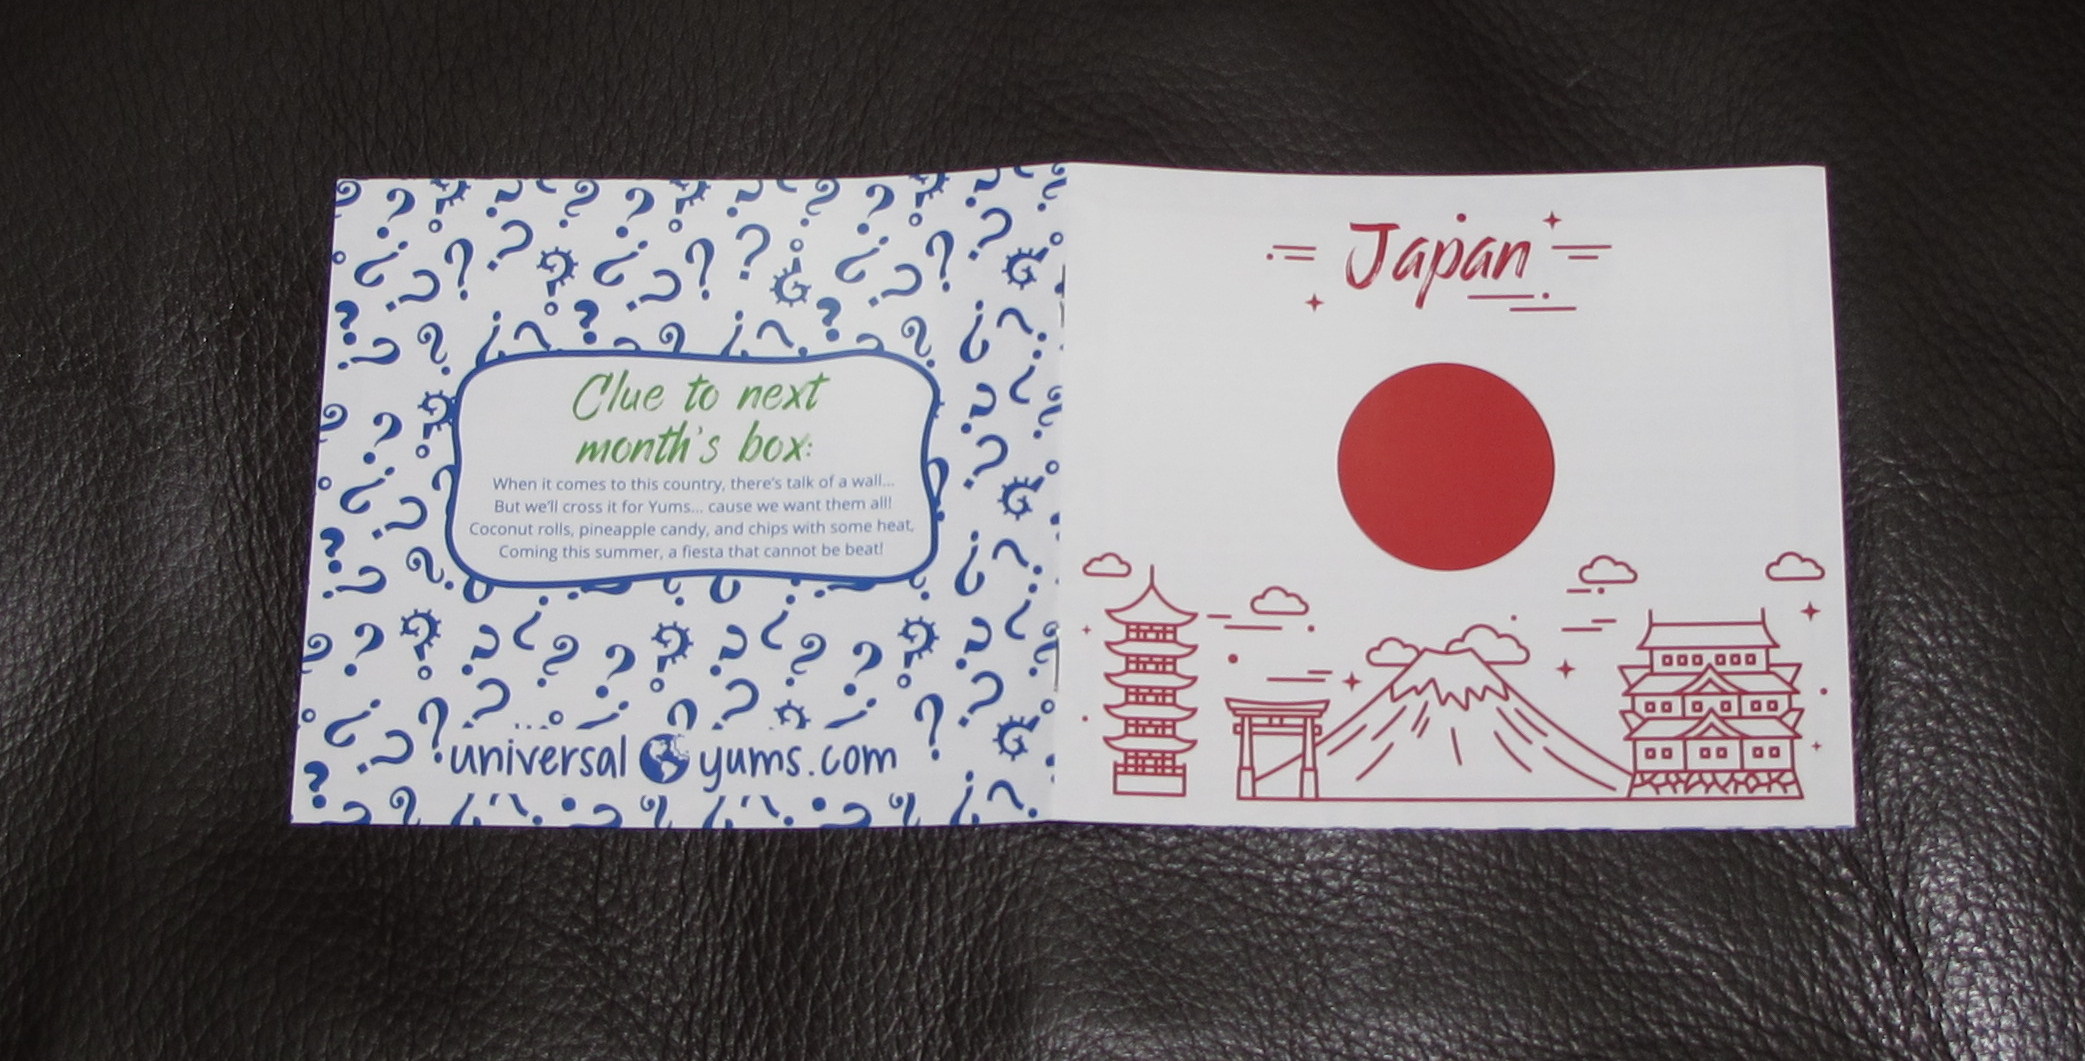 Clue to next
month's box:
When it comes to this country, there's talk of a wall...
But we'll cross it for Yums... cause we want them all!
Coconut rolls, pineapple candy, and chips with some heat,
Coming this summer, a fiesta that cannot be beat!
universal yums.com
Japan